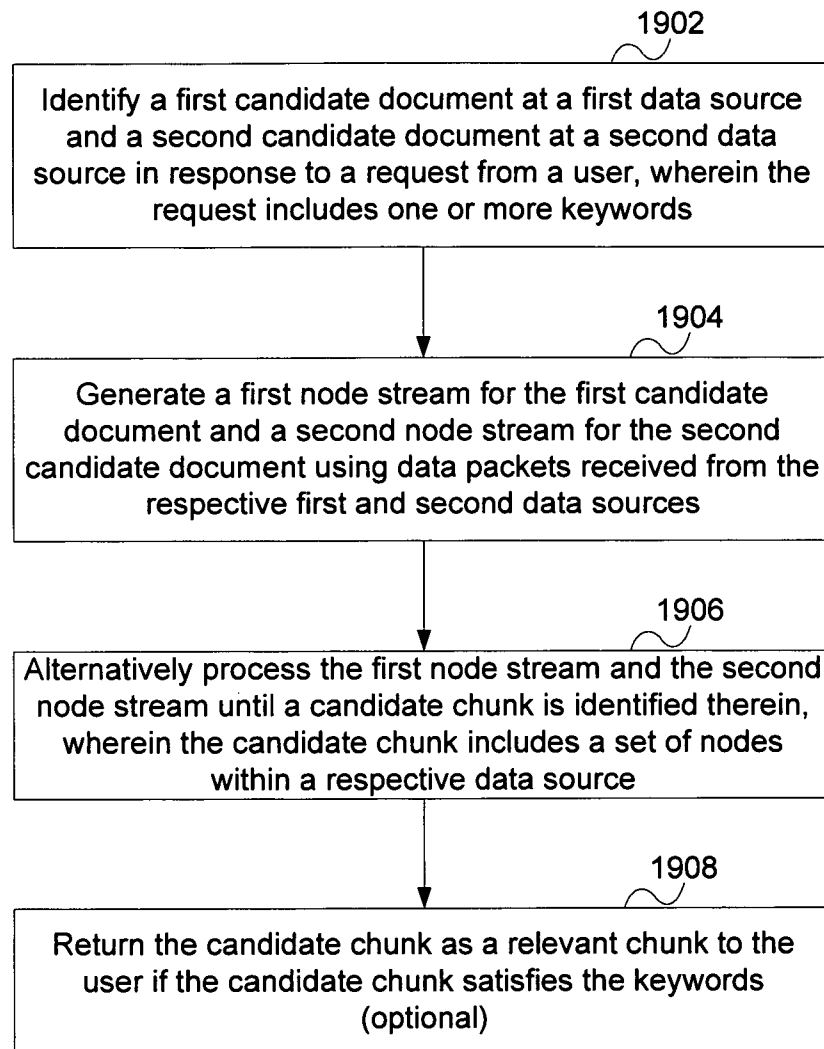 1902
Identify a first candidate document at a first data
source and a second candidate document at a second data
source in response to a request from a user, wherein the
request includes one or more keywords
1904
Generate a first node stream for the first candidate
document and a second node stream for the second
candidate document using data packets received from the
respective first and second data sources
1906
Alternatively process the first node stream and the second
node stream until a candidate chunk is identified therein,
wherein the candidate chunk includes a set of nodes
within a respective data source
1908
Return the candidate chunk as a relevant chunk to the
user if the candidate chunk satisfies the keywords
(optional)